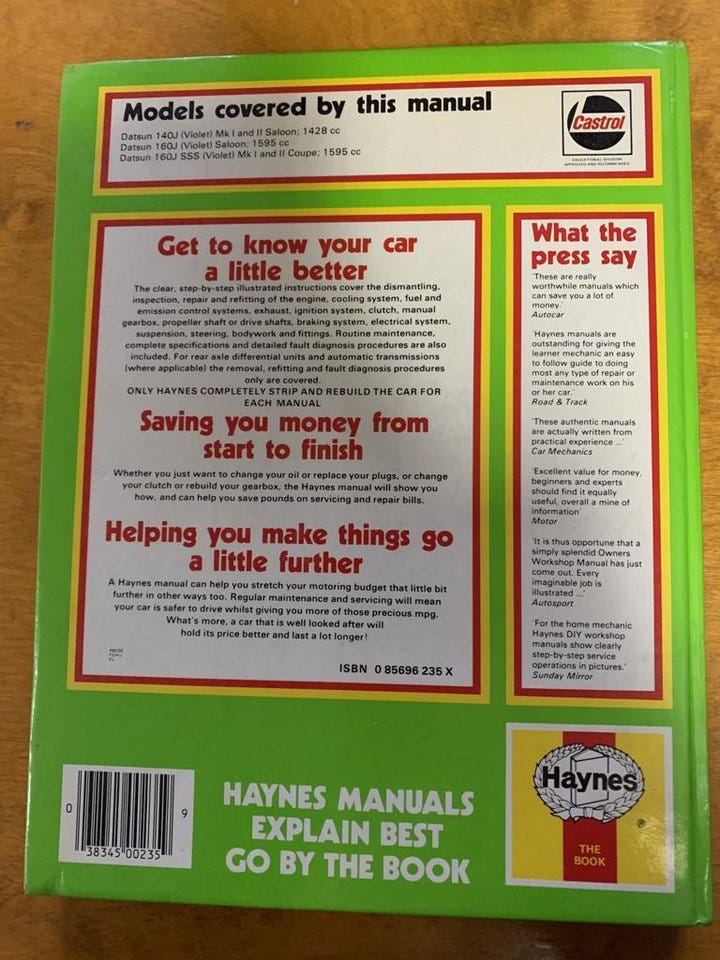 Models covered by this manual
Datsun 140J (Violet) Mk I and II Saloon; 1428 cc
Datsun 160J (Violet) Saloon; 1595 cc
Datsun 160J SSS (Violet) Mk I and II Coupe; 1595 cc
Castrol
EDUCATIONAL DIVISION
APPROVED AND RECOMMENDED
Get to know your car
a little better
The clear, step-by-step illustrated instructions cover the dismantling,
inspection, repair and refitting of the engine, cooling system, fuel and
emission control systems, exhaust, ignition system, clutch, manual
gearbox, propeller shaft or drive shafts, braking system, electrical system,
suspension, steering, bodywork and fittings. Routine maintenance,
complete specifications and detailed fault diagnosis procedures are also
included. For rear axle differential units and automatic transmissions
(where applicable) the removal, refitting and fault diagnosis procedures
only are covered.
ONLY HAYNES COMPLETELY STRIP AND REBUILD THE CAR FOR
EACH MANUAL
Saving you money from
start to finish
Whether you just want to change your oil or replace your plugs, or change
your clutch or rebuild your gearbox, the Haynes manual will show you
how, and can help you save pounds on servicing and repair bills.
Helping you make things go
a little further
A Haynes manual can help you stretch your motoring budget that little bit
further in other ways too. Regular maintenance and servicing will mean
your car is safer to drive whilst giving you more of those precious mpg.
What's more, a car that is well looked after will
hold its price better and last a lot longer!
ISBN 0 85696 235 X
What the
press say
'These are really
worthwhile manuals which
can save you a lot of
money.'
Autocar
'Haynes manuals are
outstanding for giving the
learner mechanic an easy
to follow guide to doing
most any type of repair or
maintenance work on his
or her car.'
Road & Track
'These authentic manuals
are actually written from
practical experience ...'
Car Mechanics
'Excellent value for money,
beginners and experts
should find it equally
useful, overall a mine of
information'
Motor
'It is thus opportune that a
simply splendid Owners
Workshop Manual has just
come out. Every
imaginable job is
illustrated ...'
Autosport
'For the home mechanic
Haynes DIY workshop
manuals show clearly
step-by-step service
operations in pictures.'
Sunday Mirror
0 38345 00235 9
HAYNES MANUALS
EXPLAIN BEST
GO BY THE BOOK
Haynes
®
THE
BOOK